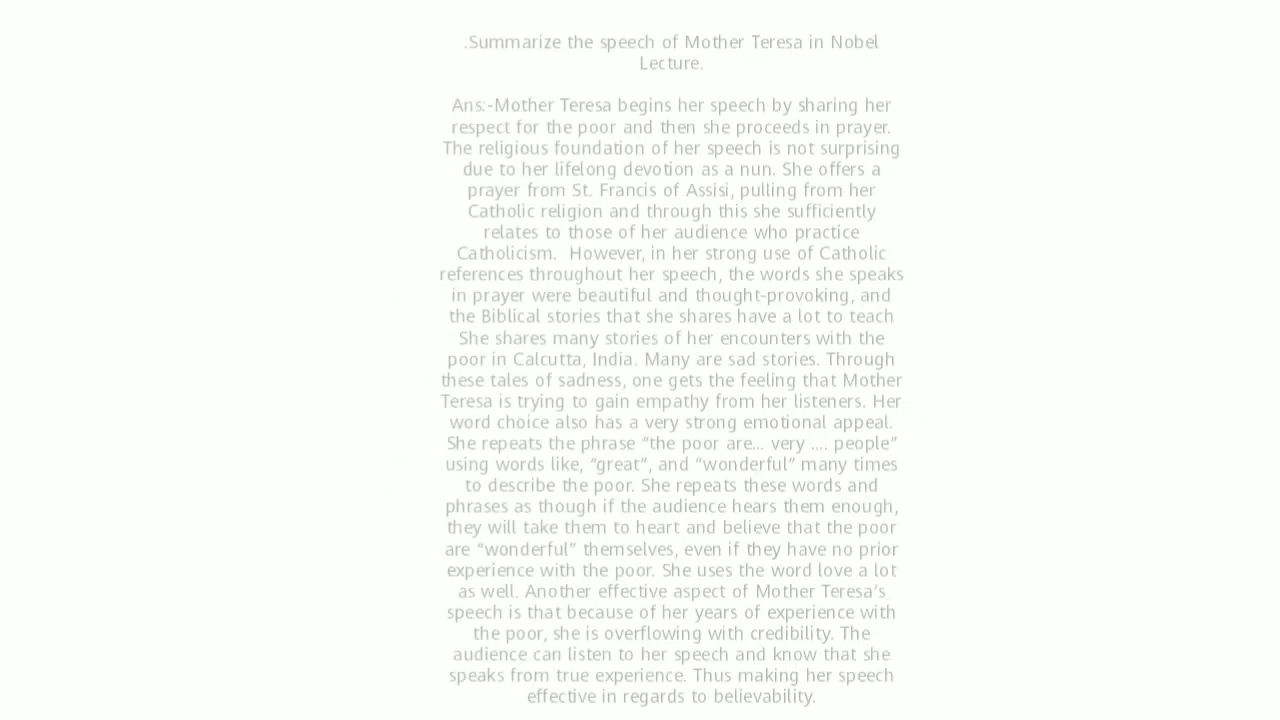 .Summarize the speech of Mother Teresa in Nobel
Lecture.
Ans:-Mother Teresa begins her speech by sharing her
respect for the poor and then she proceeds in prayer.
The religious foundation of her speech is not surprising
due to her lifelong devotion as a nun. She offers a
prayer from St. Francis of Assisi, pulling from her
Catholic religion and through this she sufficiently
relates to those of her audience who practice
Catholicism.  However, in her strong use of Catholic
references throughout her speech, the words she speaks
in prayer were beautiful and thought-provoking, and
the Biblical stories that she shares have a lot to teach
She shares many stories of her encounters with the
poor in Calcutta, India. Many are sad stories. Through
these tales of sadness, one gets the feeling that Mother
Teresa is trying to gain empathy from her listeners. Her
word choice also has a very strong emotional appeal.
She repeats the phrase “the poor are... very .... people”
using words like, “great”, and “wonderful” many times
to describe the poor. She repeats these words and
phrases as though if the audience hears them enough,
they will take them to heart and believe that the poor
are “wonderful” themselves, even if they have no prior
experience with the poor. She uses the word love a lot
as well. Another effective aspect of Mother Teresa’s
speech is that because of her years of experience with
the poor, she is overflowing with credibility. The
audience can listen to her speech and know that she
speaks from true experience. Thus making her speech
effective in regards to believability.